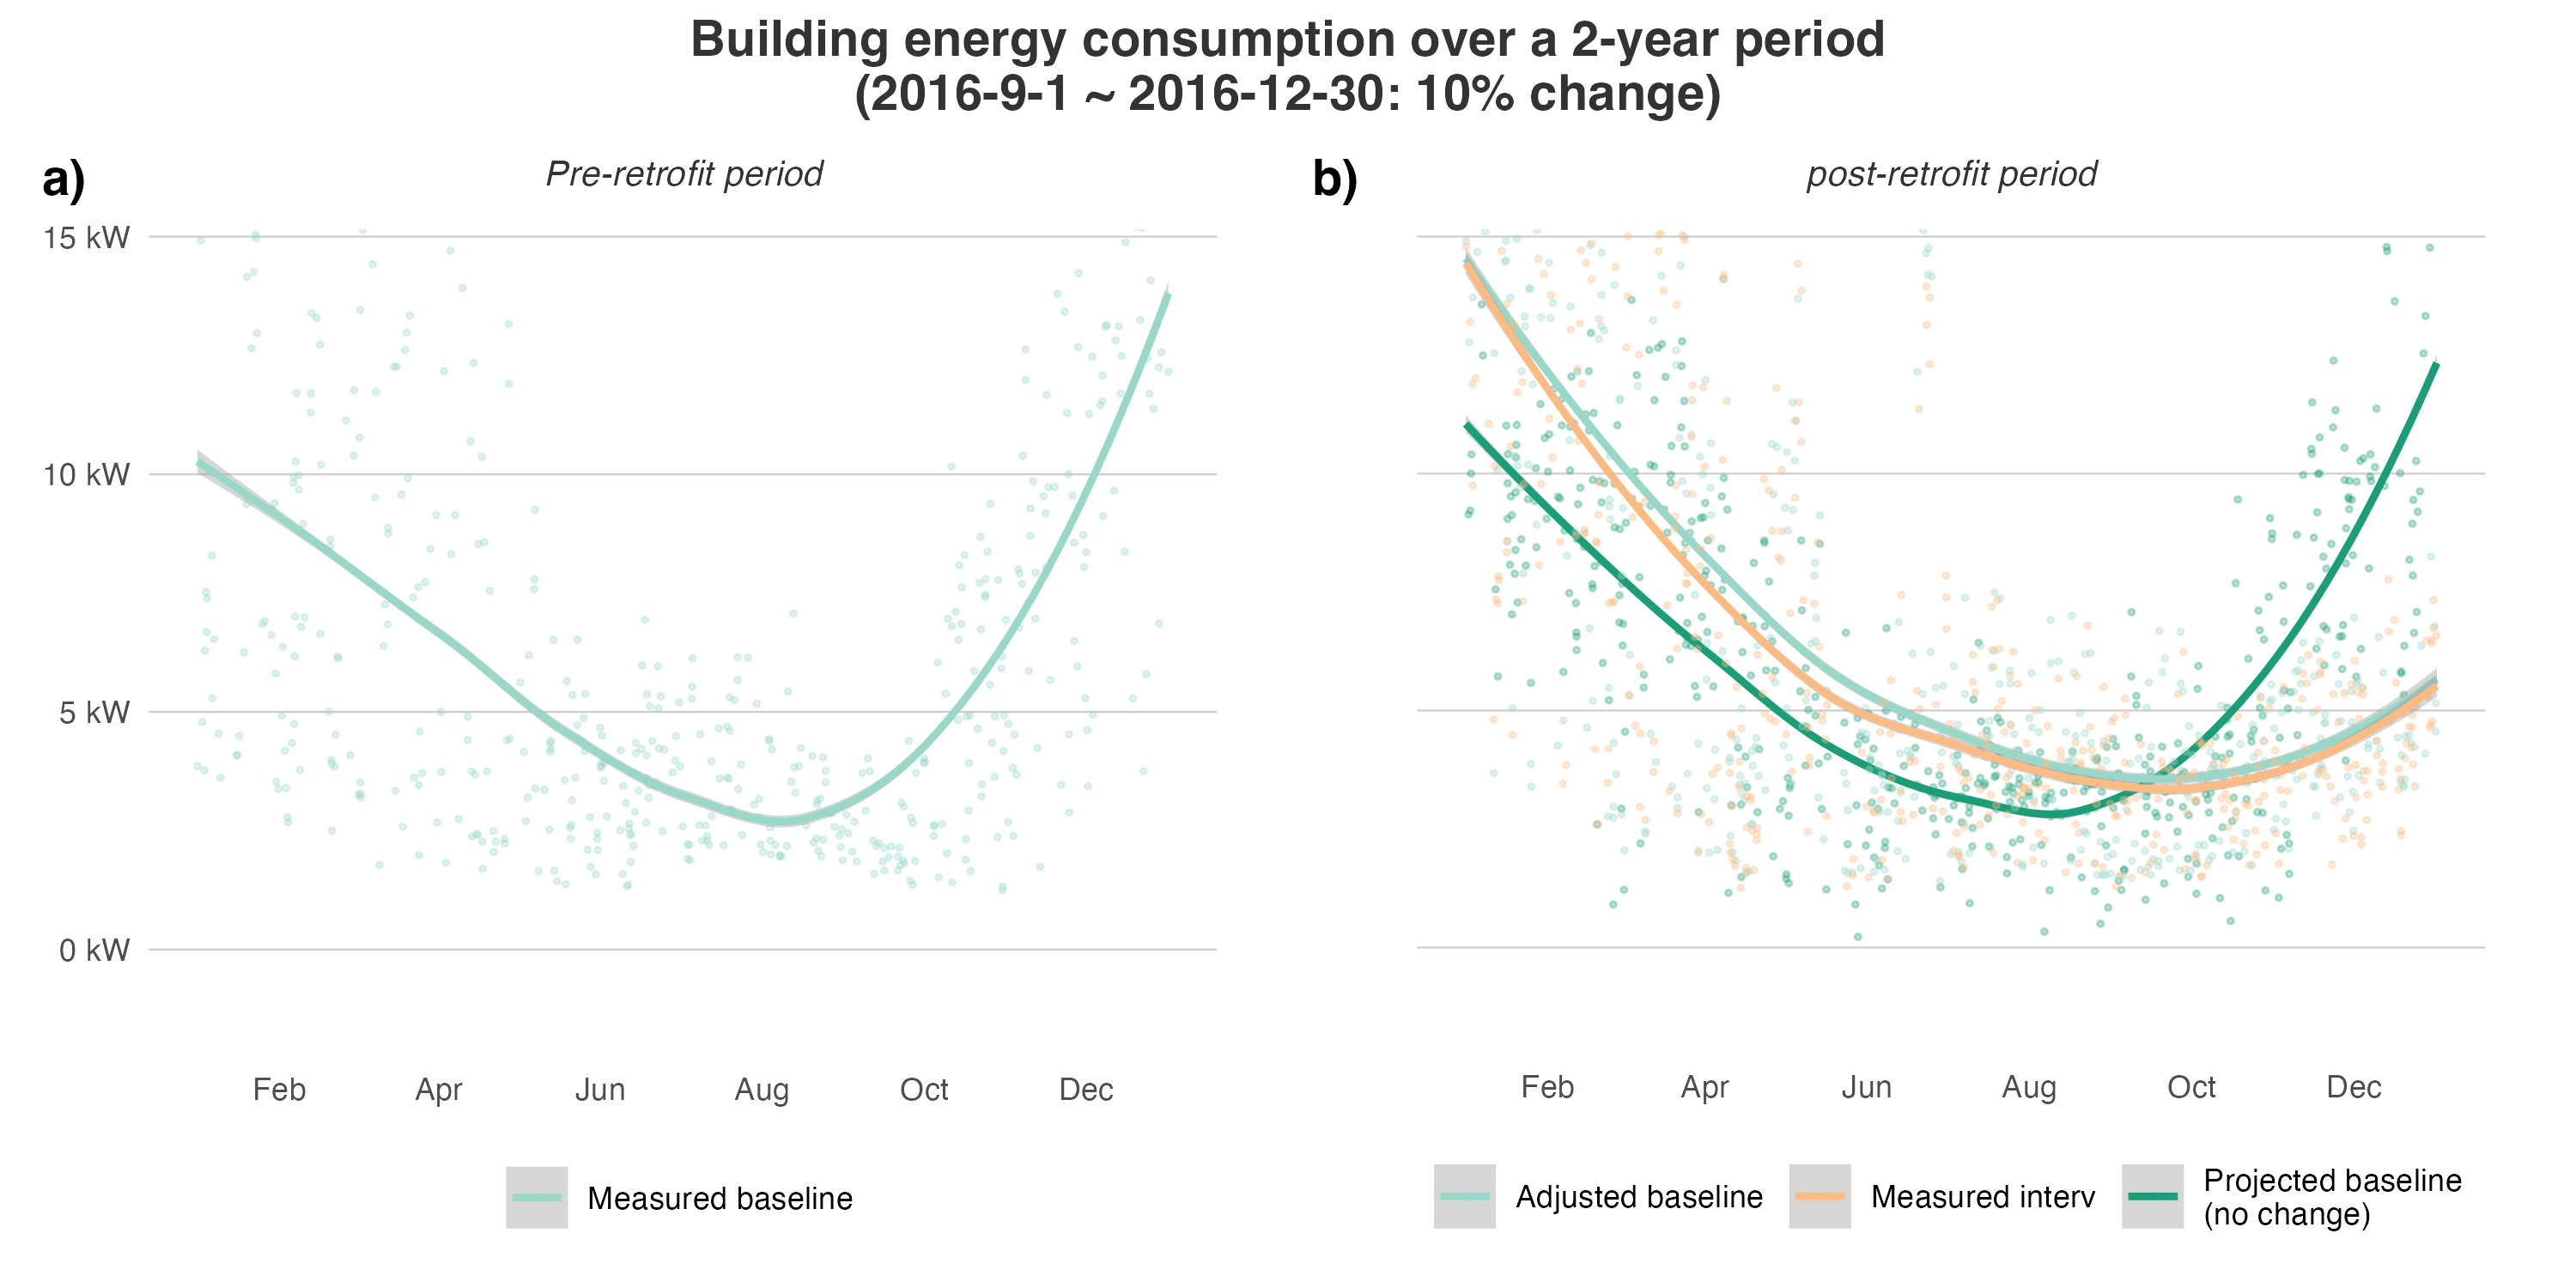 Building energy consumption over a 2-year period
(2016-9-1 ~ 2016-12-30: 10% change)
a)
Pre-retrofit period
15 kW
10 kW
5 kW
0 kW
Feb Apr Jun Aug Oct Dec
Measured baseline
b)
post-retrofit period
Feb Apr Jun Aug Oct Dec
Adjusted baseline
Measured interv
Projected baseline
(no change)